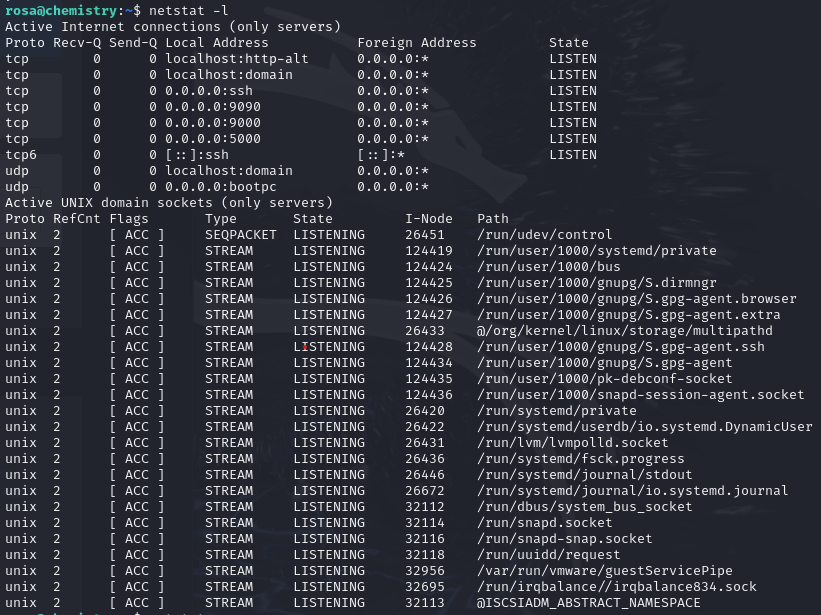 rosa@chemistry:~$ netstat -l
Active Internet connections (only servers)
Proto Recv-Q Send-Q Local Address           Foreign Address         State
tcp        0      0 localhost:http-alt      0.0.0.0:*               LISTEN
tcp        0      0 localhost:domain        0.0.0.0:*               LISTEN
tcp        0      0 0.0.0.0:ssh             0.0.0.0:*               LISTEN
tcp        0      0 0.0.0.0:9090            0.0.0.0:*               LISTEN
tcp        0      0 0.0.0.0:9000            0.0.0.0:*               LISTEN
tcp        0      0 0.0.0.0:5000            0.0.0.0:*               LISTEN
tcp6       0      0 [::]:ssh                [::]:*                  LISTEN
udp        0      0 localhost:domain        0.0.0.0:*
udp        0      0 0.0.0.0:bootpc          0.0.0.0:*
Active UNIX domain sockets (only servers)
Proto RefCnt Flags       Type       State         I-Node   Path
unix  2      [ ACC ]     SEQPACKET  LISTENING     26451    /run/udev/control
unix  2      [ ACC ]     STREAM     LISTENING     124419   /run/user/1000/systemd/private
unix  2      [ ACC ]     STREAM     LISTENING     124424   /run/user/1000/bus
unix  2      [ ACC ]     STREAM     LISTENING     124425   /run/user/1000/gnupg/S.dirmngr
unix  2      [ ACC ]     STREAM     LISTENING     124426   /run/user/1000/gnupg/S.gpg-agent.browser
unix  2      [ ACC ]     STREAM     LISTENING     124427   /run/user/1000/gnupg/S.gpg-agent.extra
unix  2      [ ACC ]     STREAM     LISTENING     26433    @/org/kernel/linux/storage/multipathd
unix  2      [ ACC ]     STREAM     LISTENING     124428   /run/user/1000/gnupg/S.gpg-agent.ssh
unix  2      [ ACC ]     STREAM     LISTENING     124434   /run/user/1000/gnupg/S.gpg-agent
unix  2      [ ACC ]     STREAM     LISTENING     124435   /run/user/1000/pk-debconf-socket
unix  2      [ ACC ]     STREAM     LISTENING     124436   /run/user/1000/snapd-session-agent.socket
unix  2      [ ACC ]     STREAM     LISTENING     26420    /run/systemd/private
unix  2      [ ACC ]     STREAM     LISTENING     26422    /run/systemd/userdb/io.systemd.DynamicUser
unix  2      [ ACC ]     STREAM     LISTENING     26431    /run/lvm/lvmpolld.socket
unix  2      [ ACC ]     STREAM     LISTENING     26436    /run/systemd/fsck.progress
unix  2      [ ACC ]     STREAM     LISTENING     26446    /run/systemd/journal/stdout
unix  2      [ ACC ]     STREAM     LISTENING     26672    /run/systemd/journal/io.systemd.journal
unix  2      [ ACC ]     STREAM     LISTENING     32112    /run/dbus/system_bus_socket
unix  2      [ ACC ]     STREAM     LISTENING     32114    /run/snapd.socket
unix  2      [ ACC ]     STREAM     LISTENING     32116    /run/snapd-snap.socket
unix  2      [ ACC ]     STREAM     LISTENING     32118    /run/uuidd/request
unix  2      [ ACC ]     STREAM     LISTENING     32956    /var/run/vmware/guestServicePipe
unix  2      [ ACC ]     STREAM     LISTENING     32695    /run/irqbalance//irqbalance834.sock
unix  2      [ ACC ]     STREAM     LISTENING     32113    @ISCSIADM_ABSTRACT_NAMESPACE